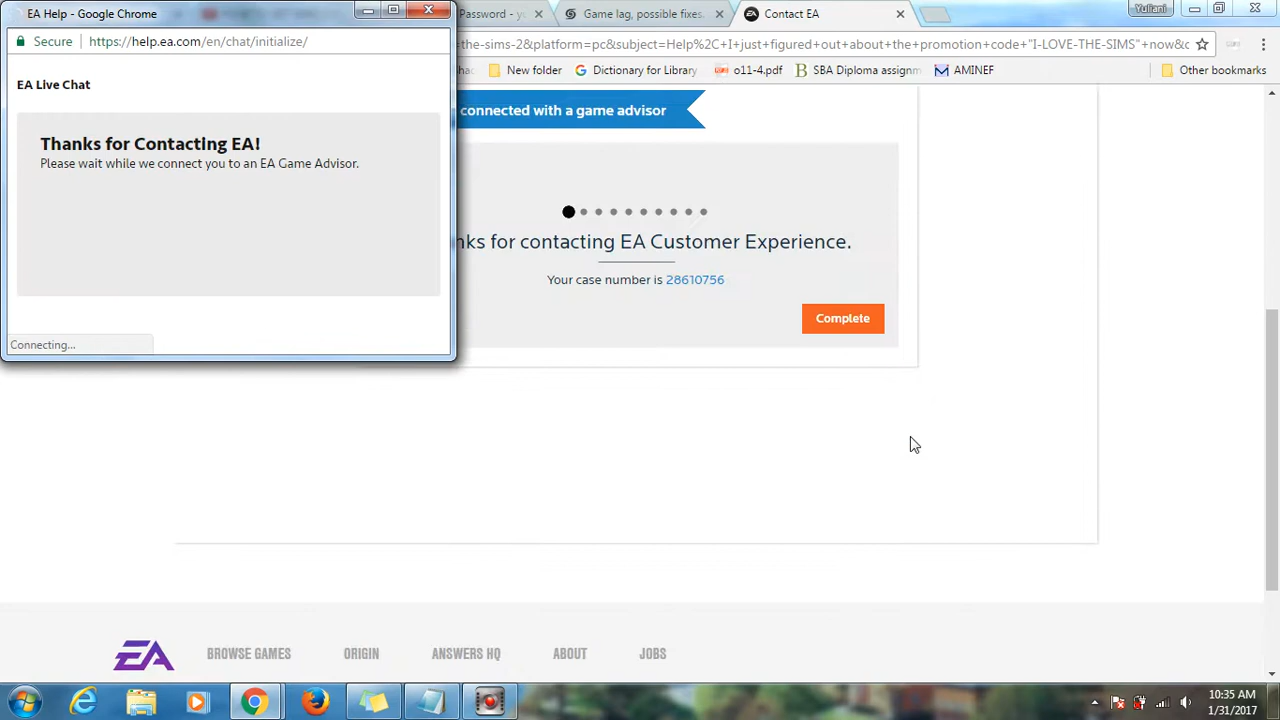 EA Help - Google Chrome
Secure https://help.ea.com/en/chat/initialize/
EA Live Chat
Thanks for Contacting EA!
Please wait while we connect you to an EA Game Advisor.
Connecting...
Password - y
Game lag, possible fixes.
Contact EA
Yuliani
the-sims-2&platform=pc&subject=Help%2C+I+just+figured+out+about+the+promotion+code+"I-LOVE-THE-SIMS"+now&c
New folder
Dictionary for Library
o11-4.pdf
SBA Diploma assignm
AMINEF
Other bookmarks
connected with a game advisor
nks for contacting EA Customer Experience.
Your case number is 28610756
Complete
EA BROWSE GAMES ORIGIN ANSWERS HQ ABOUT JOBS
10:35 AM
1/31/2017